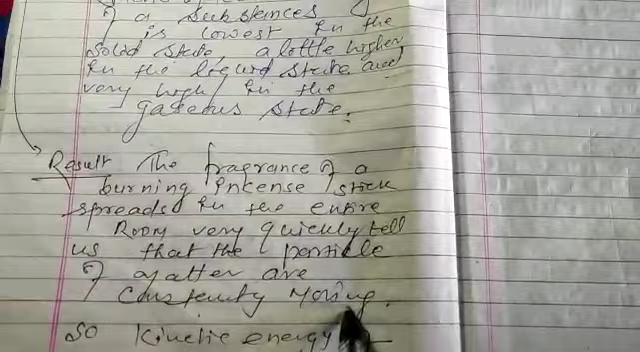 of a substances
is lowest in the
solid state a little higher
in the liquid state and
very high in the
gaseous state.
Result The fragrance of a
burning incense stick
spreads in the entire
Room very quickly tell
us that the particle
of matter are
Constently Moving.
so kinetic energy